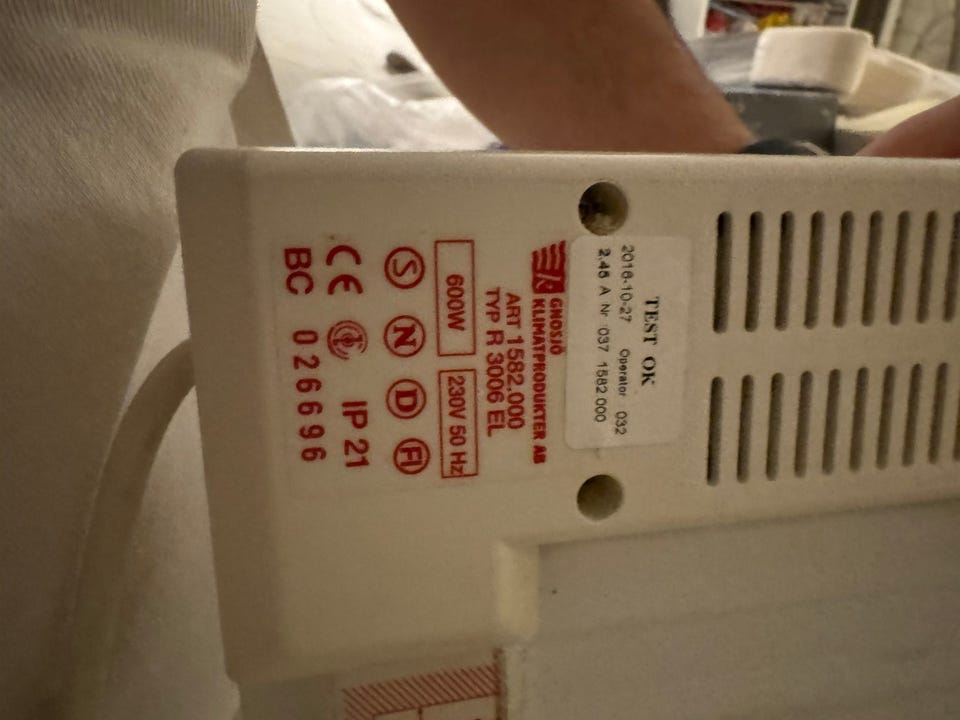 TEST OK
2016-10-27 Operator 032
2.45 A Nr 037 1582.000
GNOSJÖ
KLIMATPRODUKTER AB
ART 1582.000
TYP R 3006 EL
600W 230V 50 Hz
S N D FI
CE IP 21
BC 026696